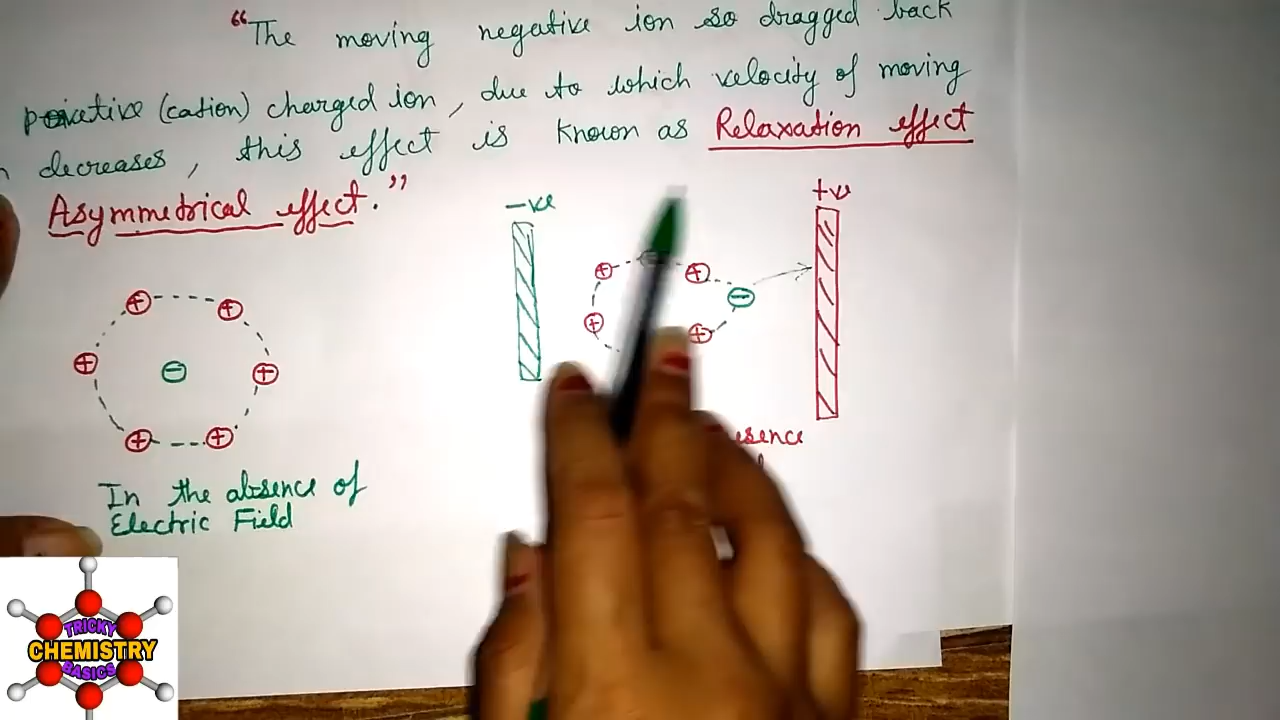 “The moving negative ion so dragged back
poisetive (cation) charged ion, due to which velocity of moving
decreases, this effect is known as Relaxation effect
Asymmetrical effect.”
-ve +ve
+ + + + + + -
+ + + + -
In the absence of
Electric Field
TRICKY
CHEMISTRY
BASICS